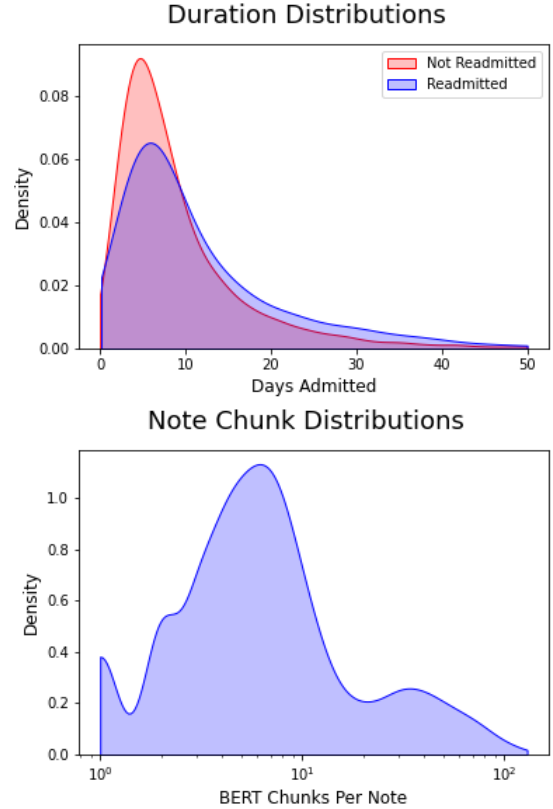 Duration Distributions
Not Readmitted
Readmitted
0.08
0.06
0.04
0.02
0.00
Density
0 10 20 30 40 50
Days Admitted
Note Chunk Distributions
1.0
0.8
0.6
0.4
0.2
0.0
Density
10⁰ 10¹ 10²
BERT Chunks Per Note